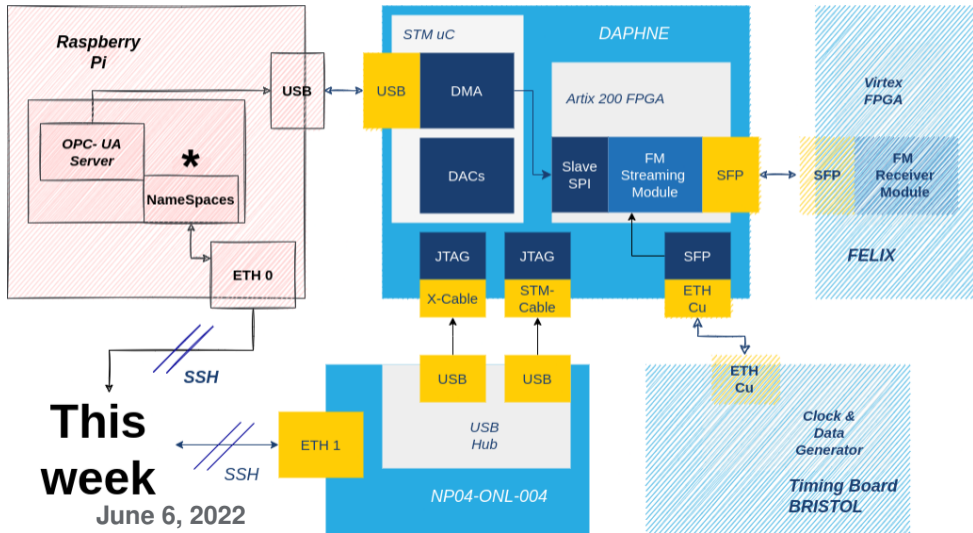 Raspberry
Pi
USB
OPC- UA
Server
*
NameSpaces
ETH 0
SSH
STM uC
USB
DMA
DACs
DAPHNE
Artix 200 FPGA
Slave
SPI
FM
Streaming
Module
SFP
JTAG
X-Cable
JTAG
STM-
Cable
SFP
ETH
Cu
Virtex
FPGA
SFP
FM
Receiver
Module
FELIX
This
week
June 6, 2022
SSH
ETH 1
USB
USB
USB
Hub
NP04-ONL-004
ETH
Cu
Clock &
Data
Generator
Timing Board
BRISTOL